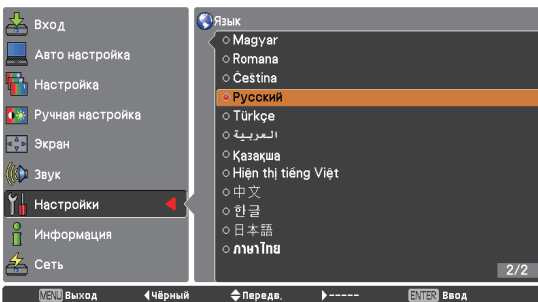 Вход
Авто настройка
Настройка
Ручная настройка
Экран
Звук
Настройки
Информация
Сеть
Язык
Magyar
Romana
Čeština
Русский
Türkçe
العربية
Қазақша
Hiện thị tiếng Việt
中文
한글
日本語
ภาษาไทย
2/2
MENU Выход Чёрный Передв. ----- ENTER Ввод